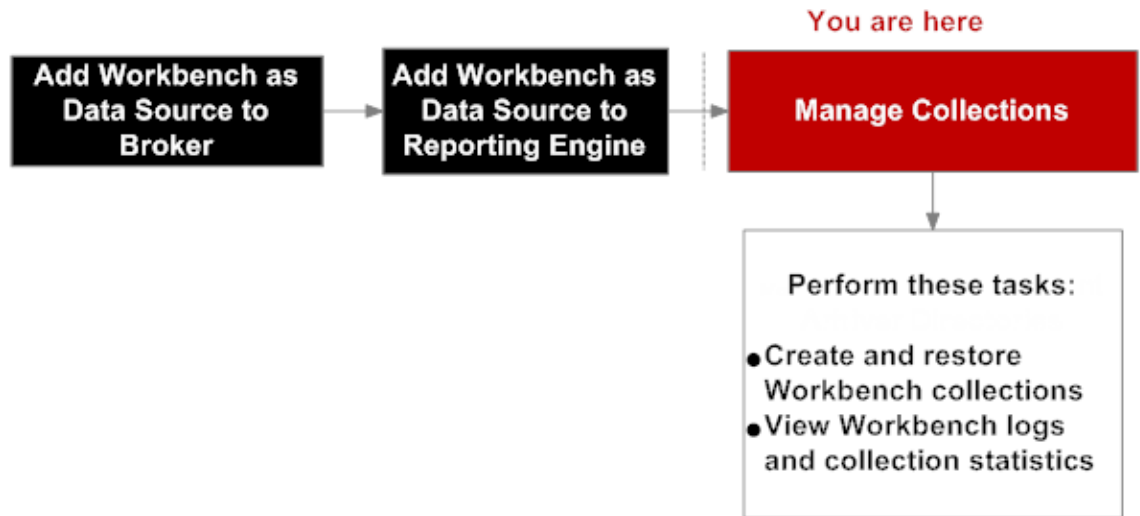 You are here
Add Workbench as
Data Source to
Broker
Add Workbench as
Data Source to
Reporting Engine
Manage Collections
Perform these tasks:
●Create and restore
Workbench collections
●View Workbench logs
and collection statistics